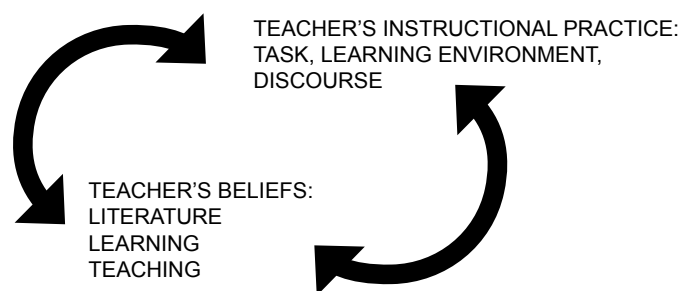 TEACHER’S INSTRUCTIONAL PRACTICE:
TASK, LEARNING ENVIRONMENT,
DISCOURSE
TEACHER’S BELIEFS:
LITERATURE
LEARNING
TEACHING